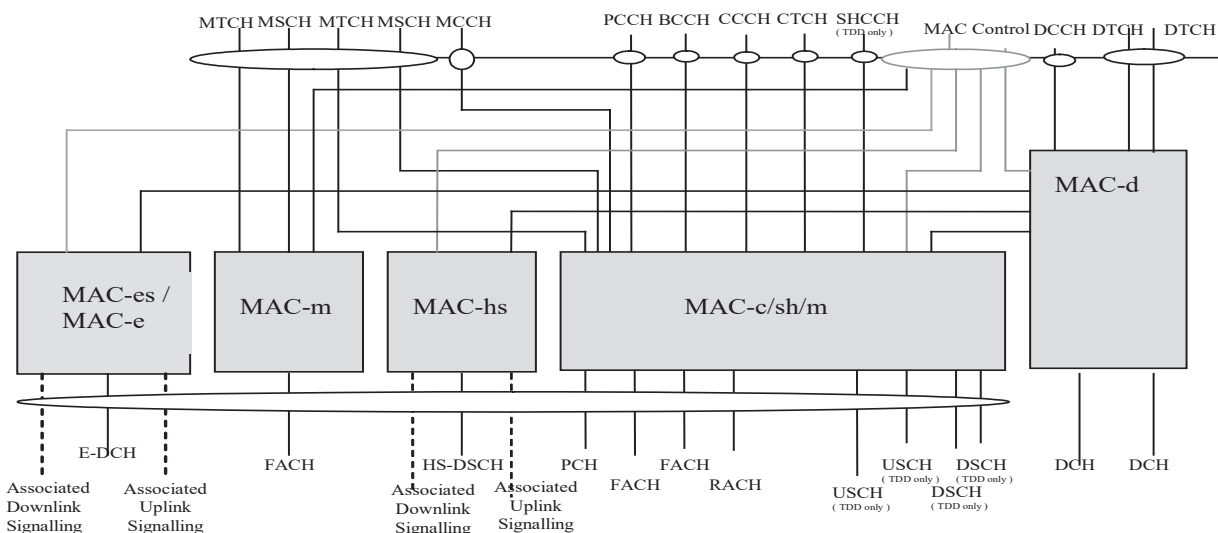 MTCH MSCH MTCH MSCH MCCH PCCH BCCH CCCH CTCH SHCCH MAC Control DCCH DTCH DTCH
( TDD only )
MAC-d
MAC-es /
MAC-e
MAC-m
MAC-hs
MAC-c/sh/m
E-DCH
FACH
HS-DSCH
PCH
FACH
FACH
RACH
USCH
( TDD only )
USCH
( TDD only )
DSCH
( TDD only )
DSCH
( TDD only )
DCH
DCH
Associated
Downlink
Signalling
Associated
Uplink
Signalling
Associated
Downlink
Signalling
Associated
Uplink
Signalling